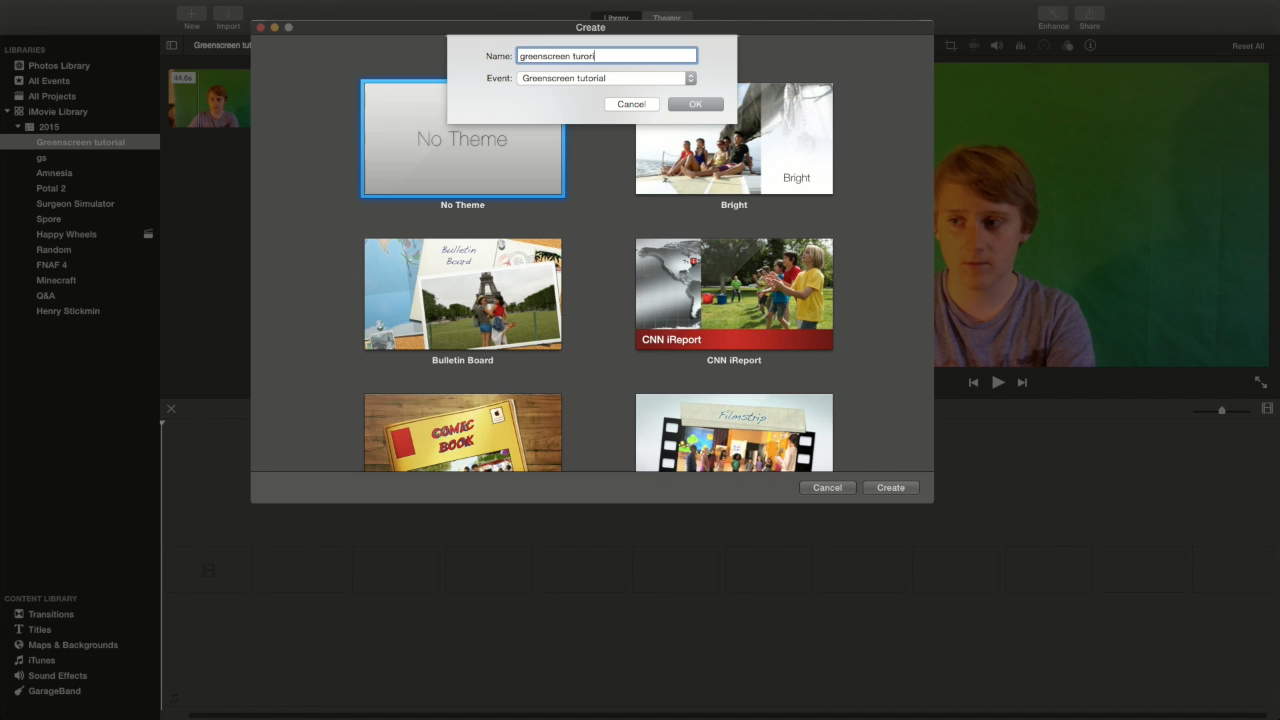 New
Import
Library
Theater
Enhance
Share
Create
LIBRARIES
Photos Library
All Events
All Projects
iMovie Library
2015
Greenscreen tutorial
gs
Amnesia
Potal 2
Surgeon Simulator
Spore
Happy Wheels
Random
FNAF 4
Minecraft
Q&A
Henry Stickmin
CONTENT LIBRARY
Transitions
Titles
Maps & Backgrounds
iTunes
Sound Effects
GarageBand
Greenscreen tut
44.6s
Reset All
Name: greenscreen turori
Event: Greenscreen tutorial
Cancel OK
No Theme
No Theme
Bright
Bright
Bulletin
Board
Bulletin Board
CNN iReport
CNN iReport
COMIC
BOOK
Filmstrip
Cancel Create